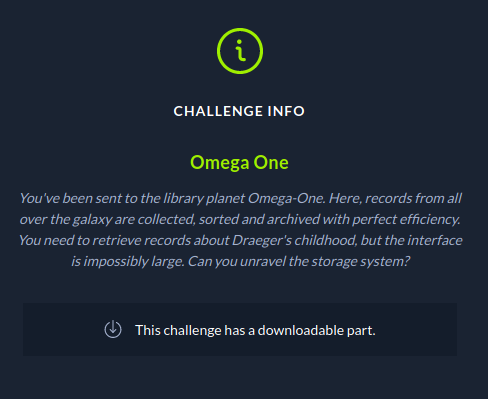 CHALLENGE INFO
Omega One
You've been sent to the library planet Omega-One. Here, records from all
over the galaxy are collected, sorted and archived with perfect efficiency.
You need to retrieve records about Draeger's childhood, but the interface
is impossibly large. Can you unravel the storage system?
This challenge has a downloadable part.